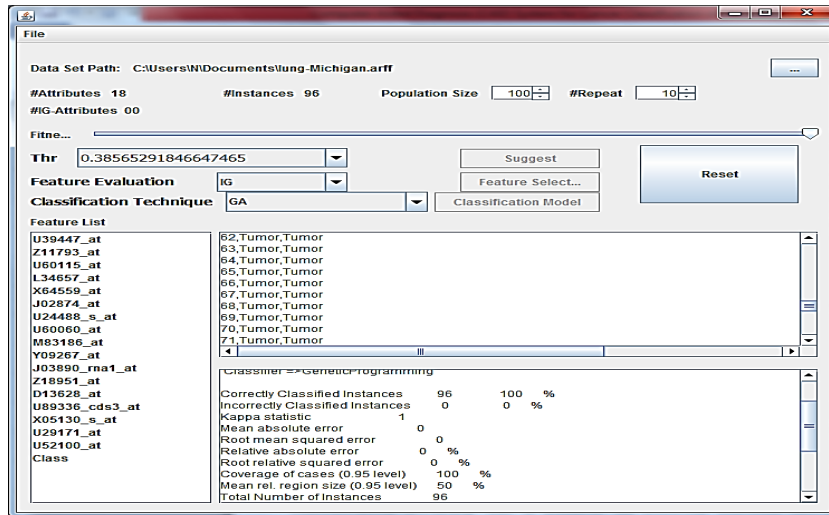 File
Data Set Path: C:\Users\N\Documents\lung-Michigan.arff
...
#Attributes 18 #Instances 96 Population Size 100 #Repeat 10
#IG-Attributes 00
Fitne...
Thr 0.38565291846647465 Suggest Reset
Feature Evaluation IG Feature Select...
Classification Technique GA Classification Model
Feature List
U39447_at
Z11793_at
U60115_at
L34657_at
X64559_at
J02874_at
U24488_s_at
U60060_at
M83186_at
Y09267_at
J03890_rna1_at
Z18951_at
D13628_at
U89336_cds3_at
X05130_s_at
U29171_at
U52100_at
Class
62,Tumor,Tumor
63,Tumor,Tumor
64,Tumor,Tumor
65,Tumor,Tumor
66,Tumor,Tumor
67,Tumor,Tumor
68,Tumor,Tumor
69,Tumor,Tumor
70,Tumor,Tumor
71,Tumor,Tumor
Classifier =>GeneticProgramming
Correctly Classified Instances 96 100 %
Incorrectly Classified Instances 0 0 %
Kappa statistic 1
Mean absolute error 0
Root mean squared error 0
Relative absolute error 0 %
Root relative squared error 0 %
Coverage of cases (0.95 level) 100 %
Mean rel. region size (0.95 level) 50 %
Total Number of Instances 96